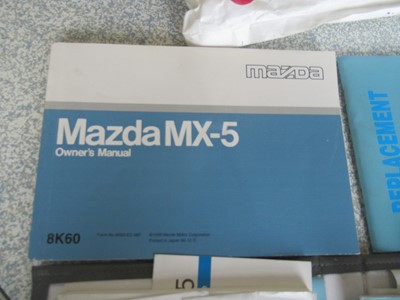 mazda
Mazda MX-5
Owner's Manual
8K60
REPLACEMENT